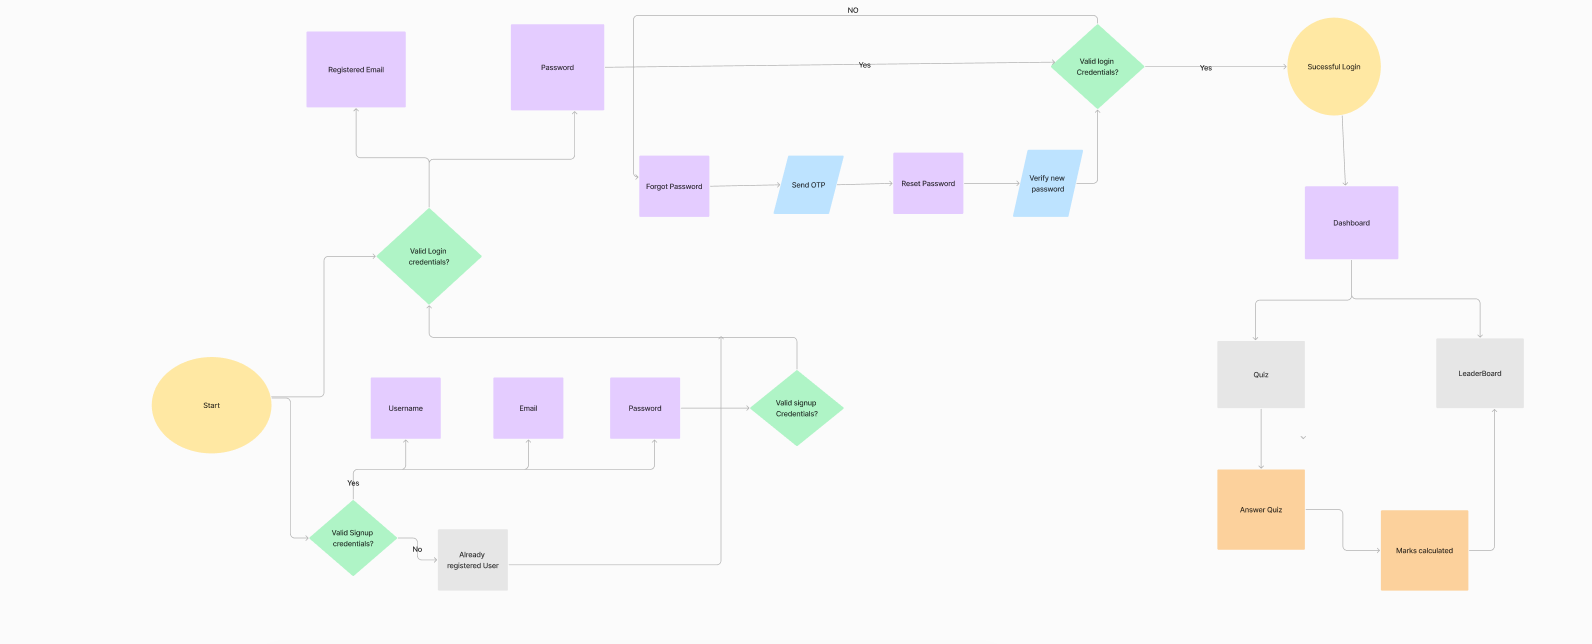 NO
Registered Email
Password
Yes
Valid login
Credentials?
Yes
Sucessful Login
Forgot Password
Send OTP
Reset Password
Verify new
password
Dashboard
Valid Login
credentials?
Quiz
LeaderBoard
Start
Username
Email
Password
Valid signup
Credentials?
Yes
Valid Signup
credentials?
No
Already
registered User
Answer Quiz
Marks calculated